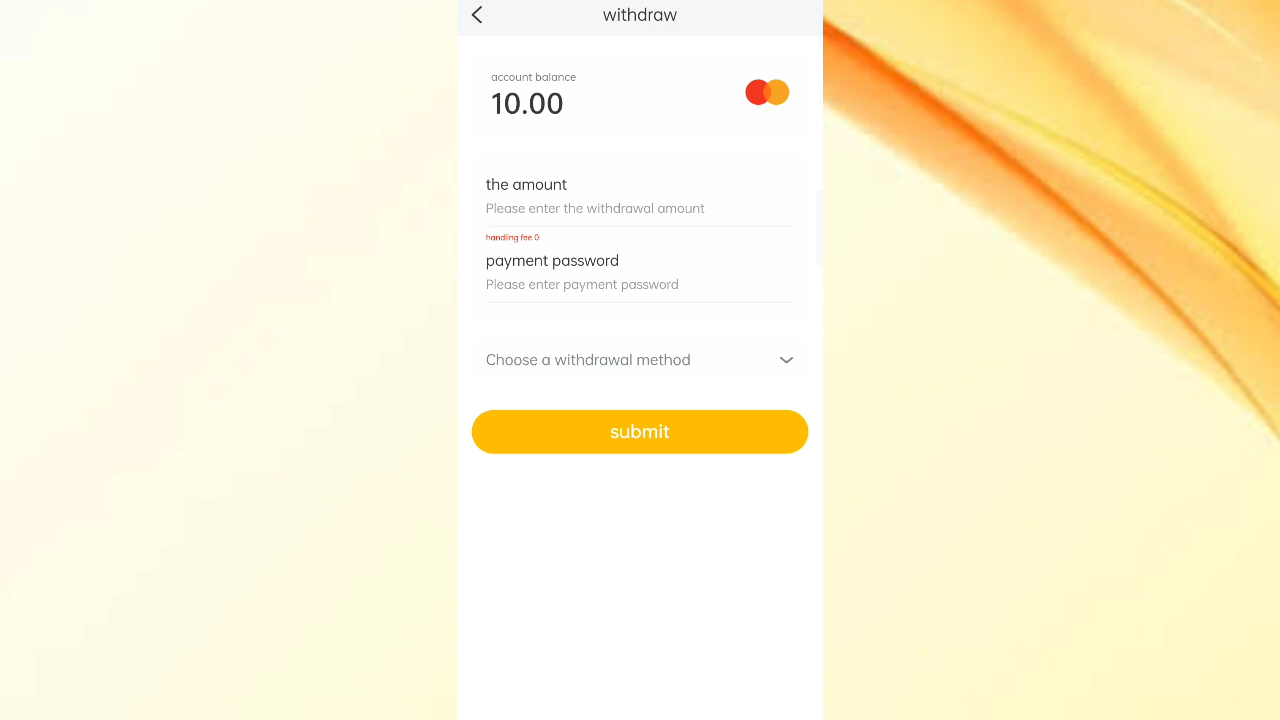 withdraw
account balance
10.00
the amount
Please enter the withdrawal amount
handling fee 0
payment password
Please enter payment password
Choose a withdrawal method
submit